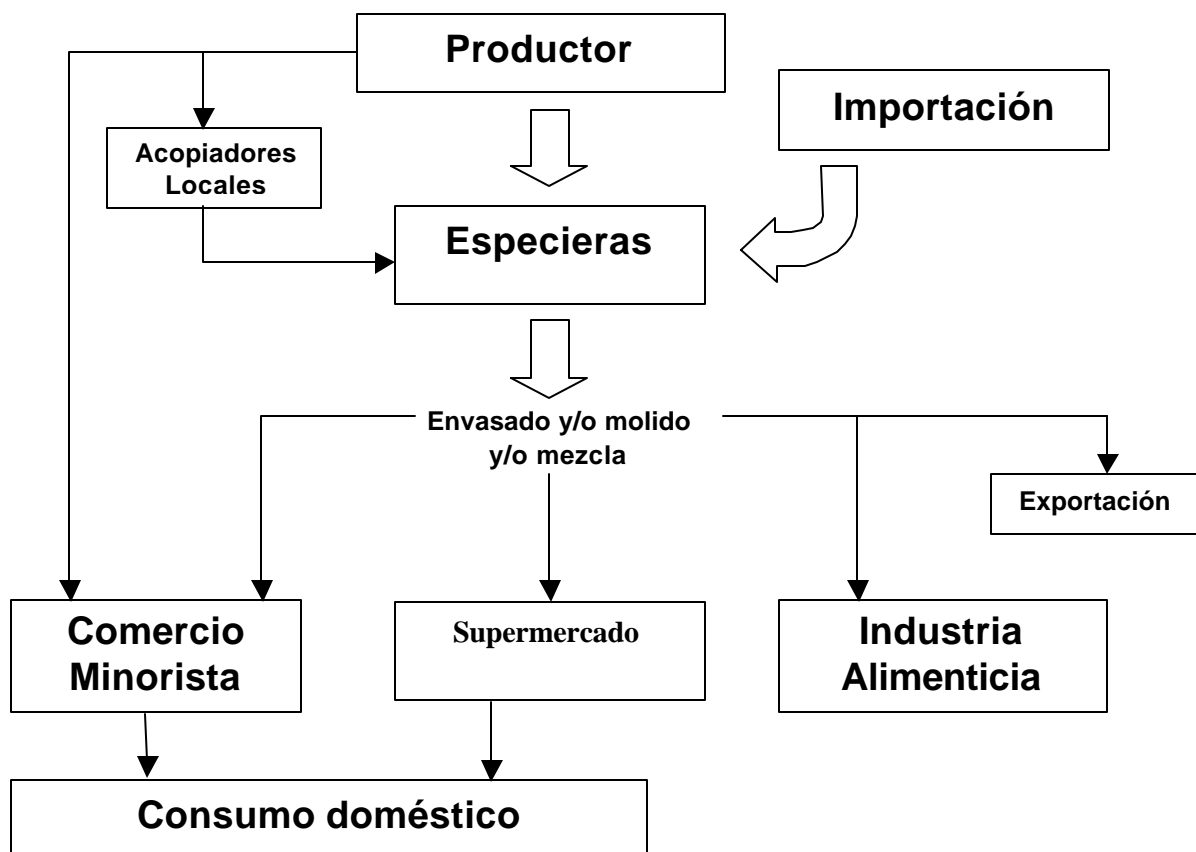 Productor
Importación
Acopiadores
Locales
Especieras
Envasado y/o molido
y/o mezcla
Exportación
Comercio
Minorista
Supermercado
Industria
Alimenticia
Consumo doméstico